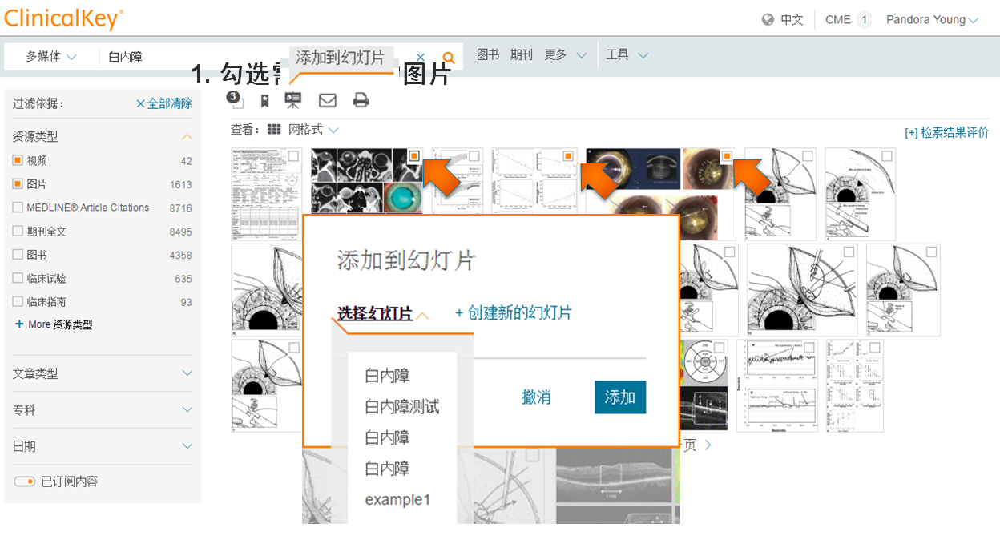 ClinicalKey®
中文
CME 1
Pandora Young
多媒体
白内障
添加到幻灯片
图书 期刊 更多
工具
1. 勾选
图片
过滤依据：
全部清除
3
查看： 网格式
[+] 检索结果评价
资源类型
视频 42
图片 1613
MEDLINE® Article Citations 8716
期刊全文 8495
图书 4358
临床试验 635
临床指南 93
+ More 资源类型
文章类型
专科
日期
已订阅内容
添加到幻灯片
选择幻灯片
+ 创建新的幻灯片
白内障
白内障测试
白内障
白内障
example1
撤消
添加
页